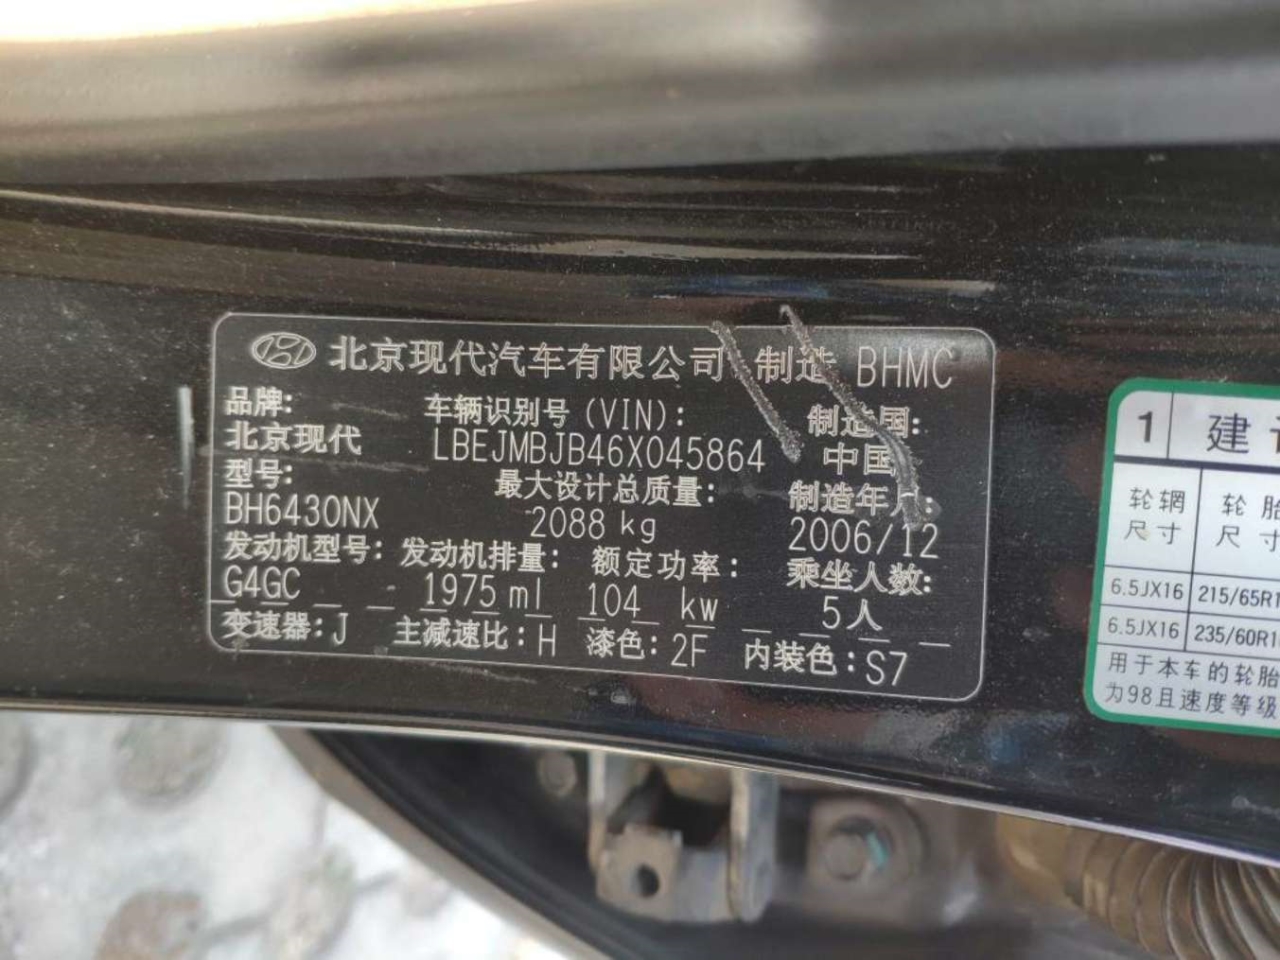 北京现代汽车有限公司 制造 BHMC
品牌: 车辆识别号 (VIN): 制造国:
北京现代 LBEJMBJB46X045864 中国
型号: 最大设计总质量: 制造年月:
BH6430NX 2088 kg 2006/12
发动机型号: 发动机排量: 额定功率: 乘坐人数:
G4GC 1975 ml 104 kw 5人
变速器: J 主减速比: H 漆色: 2F 内装色: S7
1 建
轮辋尺寸 轮胎尺寸
6.5JX16 215/65R1
6.5JX16 235/60R1
用于本车的轮胎
为98且速度等级